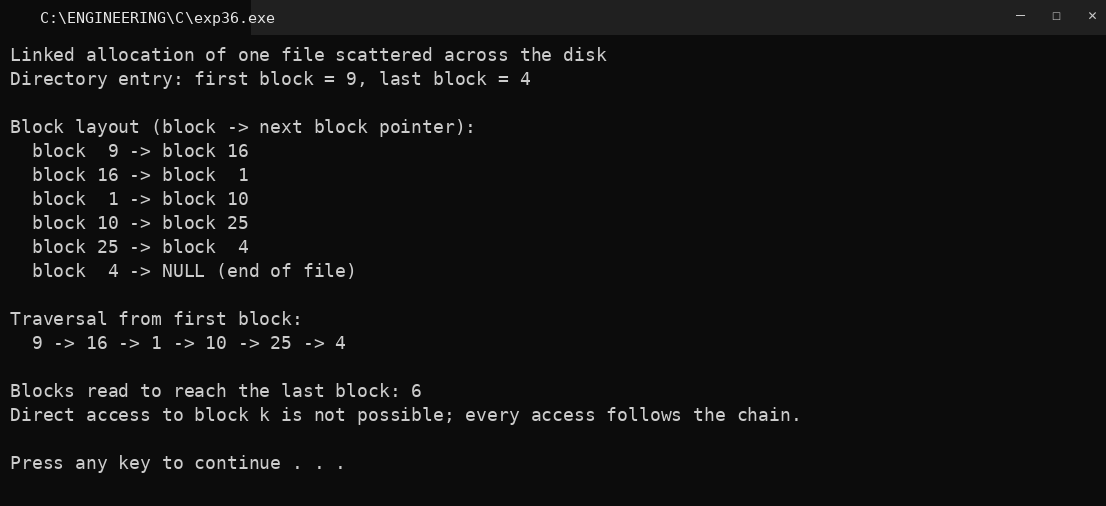 C:\ENGINEERING\C\exp36.exe
Linked allocation of one file scattered across the disk
Directory entry: first block = 9, last block = 4
Block layout (block -> next block pointer):
  block  9 -> block 16
  block 16 -> block  1
  block  1 -> block 10
  block 10 -> block 25
  block 25 -> block  4
  block  4 -> NULL (end of file)
Traversal from first block:
  9 -> 16 -> 1 -> 10 -> 25 -> 4
Blocks read to reach the last block: 6
Direct access to block k is not possible; every access follows the chain.
Press any key to continue . . .